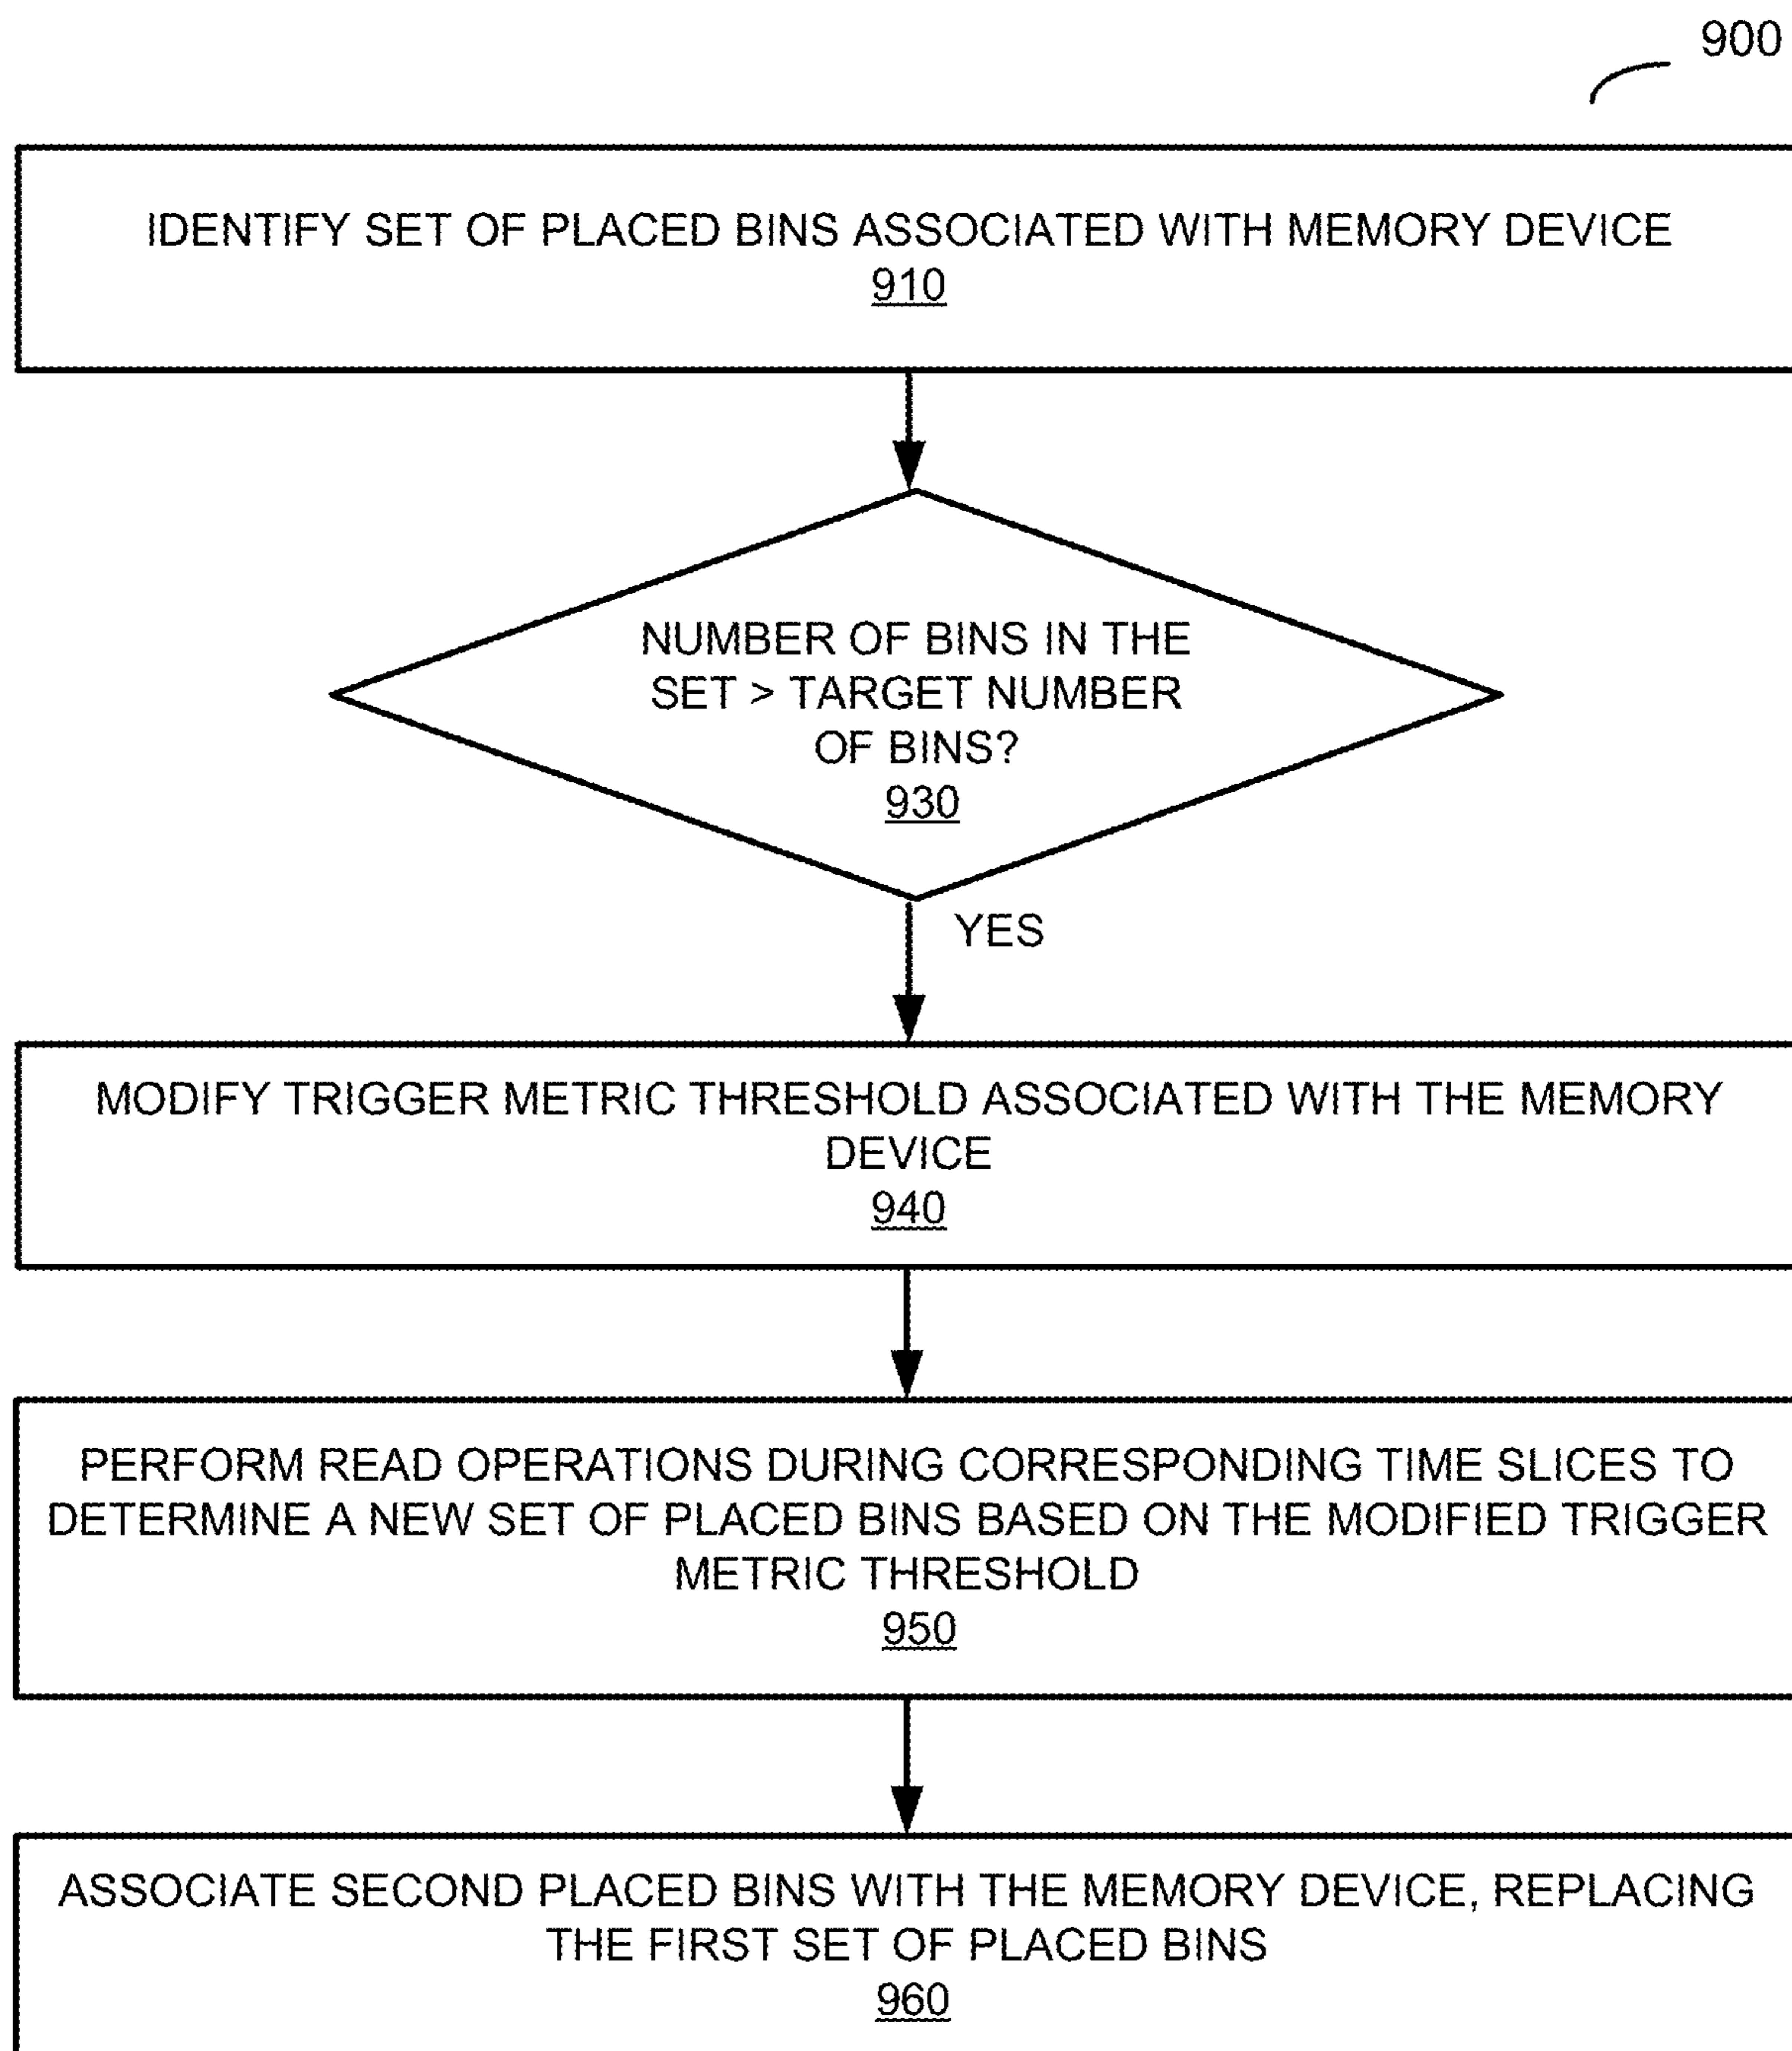 900
IDENTIFY SET OF PLACED BINS ASSOCIATED WITH MEMORY DEVICE
910
NUMBER OF BINS IN THE
SET > TARGET NUMBER
OF BINS?
930
YES
MODIFY TRIGGER METRIC THRESHOLD ASSOCIATED WITH THE MEMORY
DEVICE
940
PERFORM READ OPERATIONS DURING CORRESPONDING TIME SLICES TO
DETERMINE A NEW SET OF PLACED BINS BASED ON THE MODIFIED TRIGGER
METRIC THRESHOLD
950
ASSOCIATE SECOND PLACED BINS WITH THE MEMORY DEVICE, REPLACING
THE FIRST SET OF PLACED BINS
960